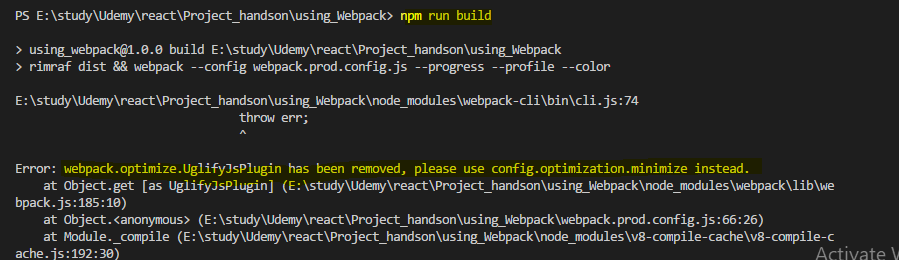 PS E:\study\Udemy\react\Project_handson\using_Webpack> npm run build
> using_webpack@1.0.0 build E:\study\Udemy\react\Project_handson\using_Webpack
> rimraf dist && webpack --config webpack.prod.config.js --progress --profile --color
E:\study\Udemy\react\Project_handson\using_Webpack\node_modules\webpack-cli\bin\cli.js:74
throw err;
^
Error: webpack.optimize.UglifyJsPlugin has been removed, please use config.optimization.minimize instead.
at Object.get [as UglifyJsPlugin] (E:\study\Udemy\react\Project_handson\using_Webpack\node_modules\webpack\lib\we
bpack.js:185:10)
at Object.<anonymous> (E:\study\Udemy\react\Project_handson\using_Webpack\webpack.prod.config.js:66:26)
at Module._compile (E:\study\Udemy\react\Project_handson\using_Webpack\node_modules\v8-compile-cache\v8-compile-c
ache.js:192:30)
Activate